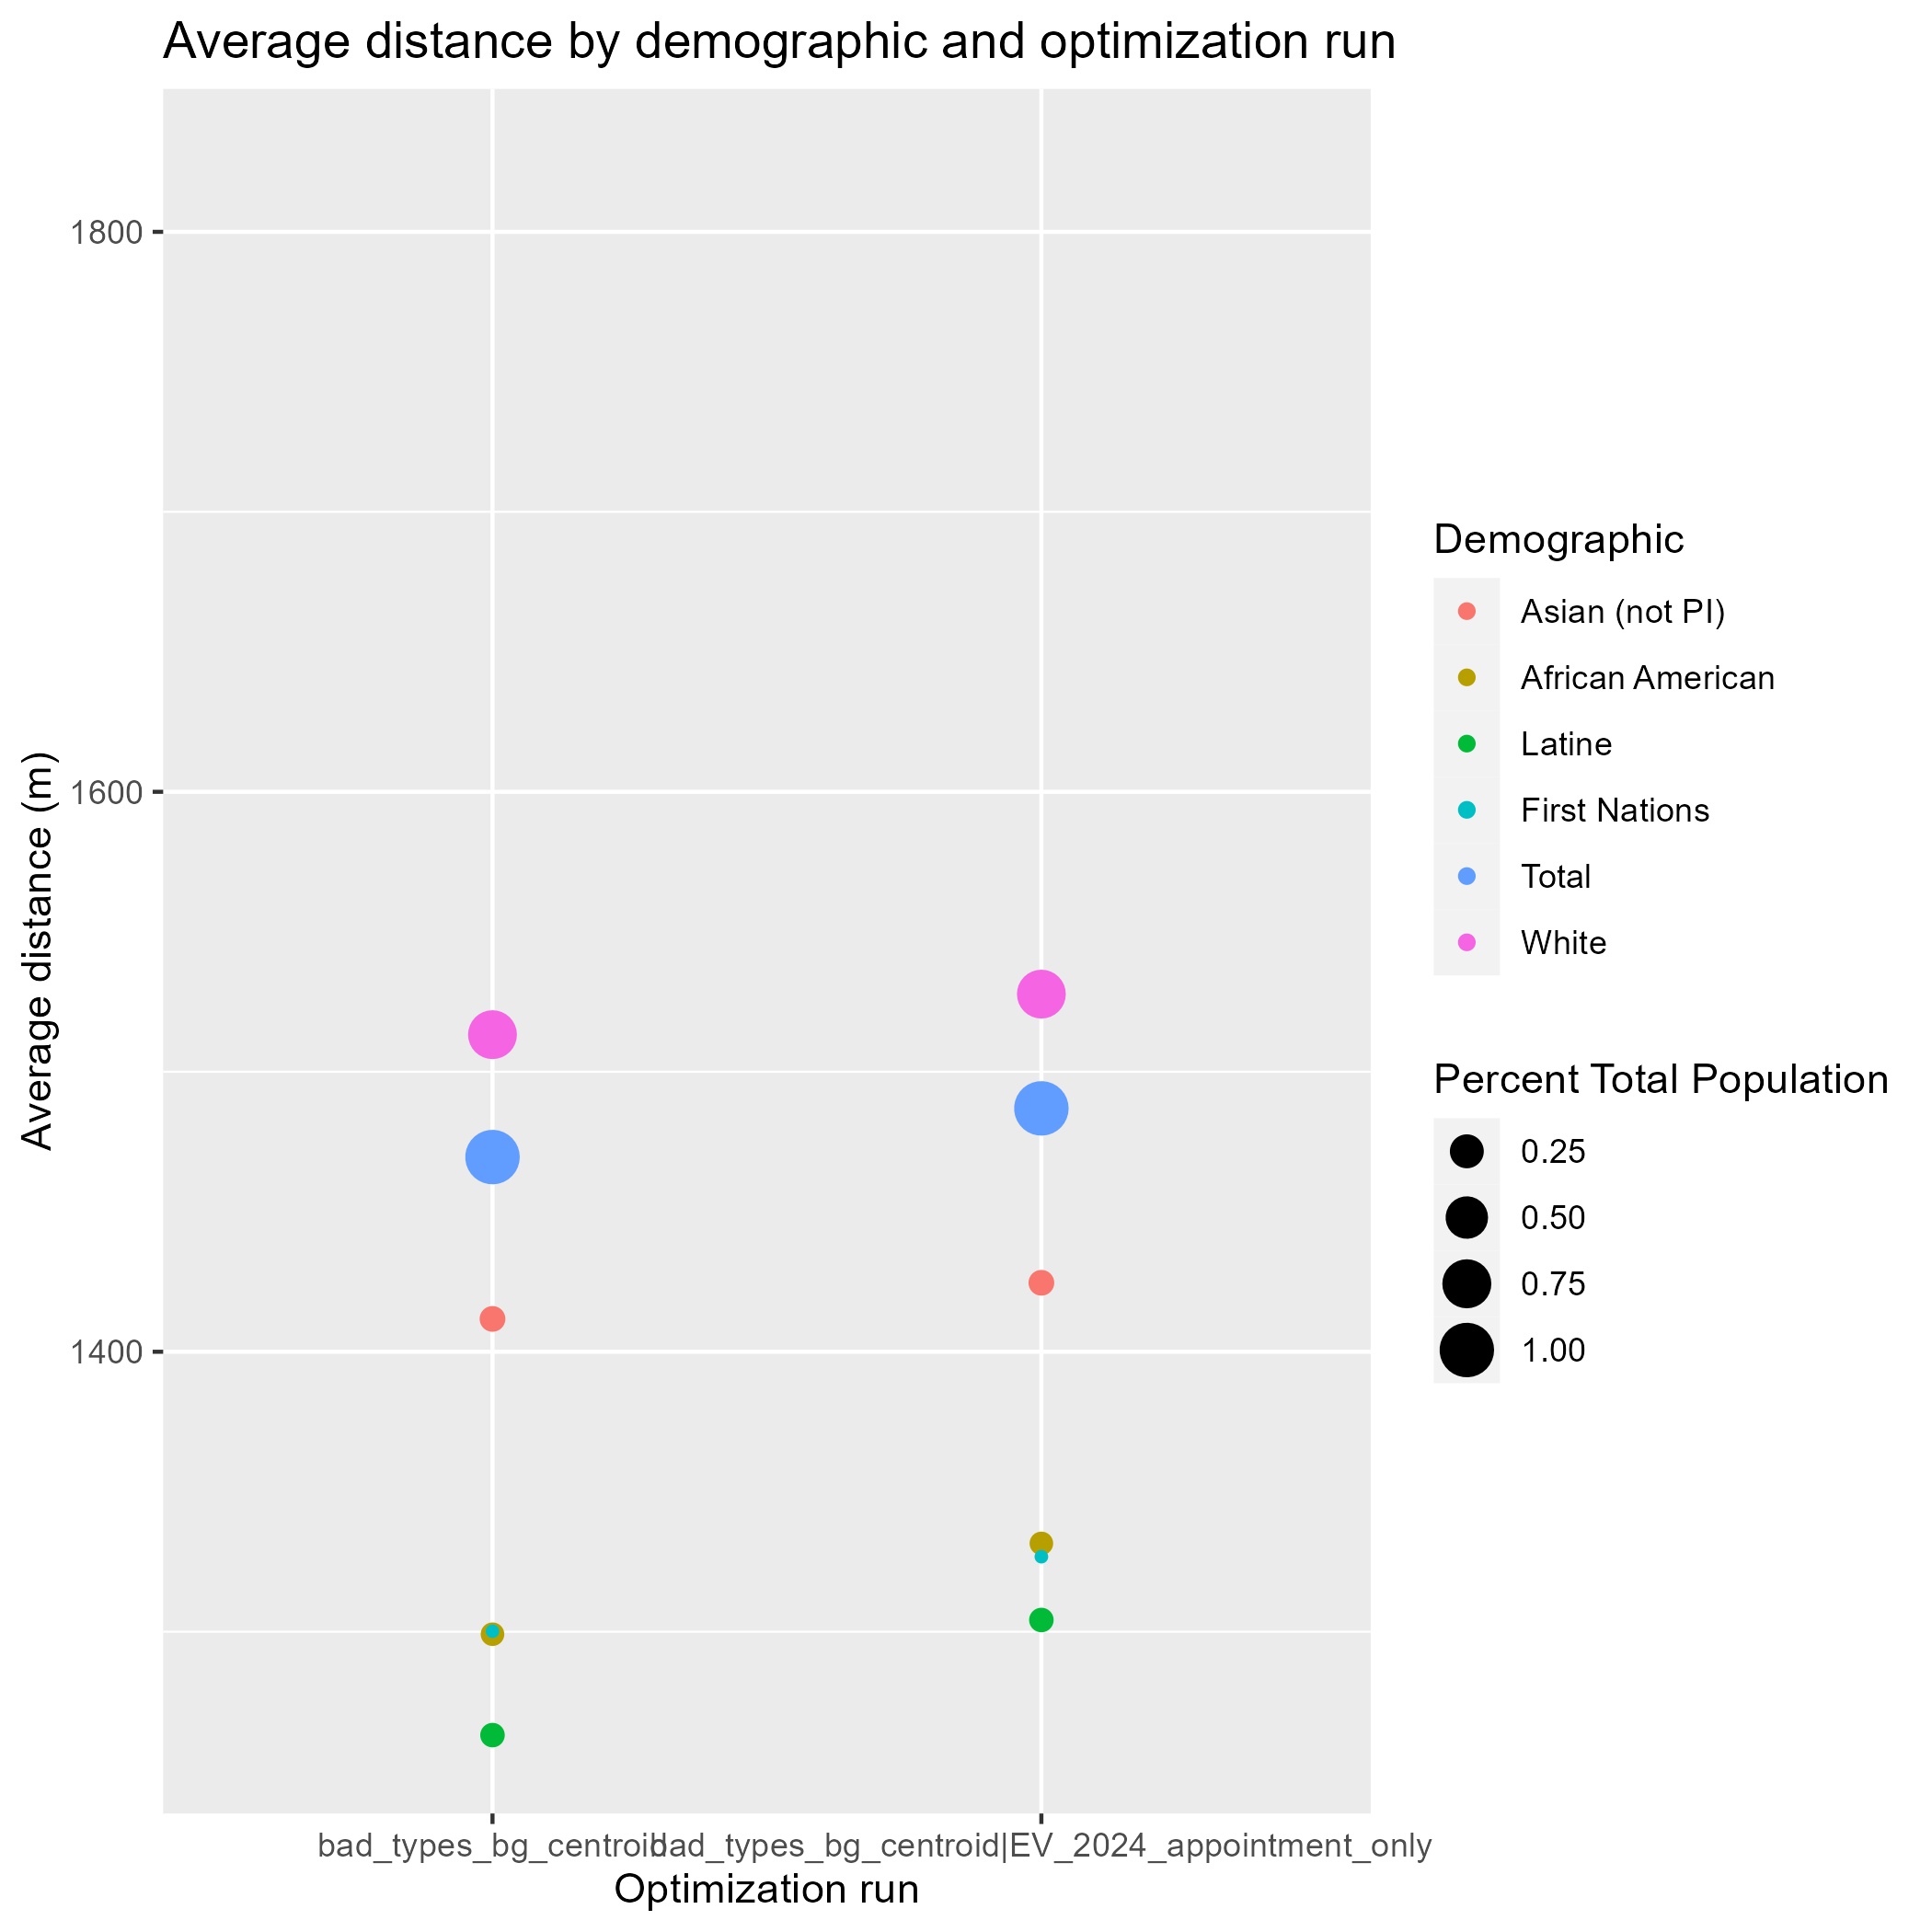 Average distance by demographic and optimization run
Average distance (m)
1800
1600
1400
bad_types_bg_centroid
bad_types_bg_centroid|EV_2024_appointment_only
Optimization run
Demographic
Asian (not PI)
African American
Latine
First Nations
Total
White
Percent Total Population
0.25
0.50
0.75
1.00